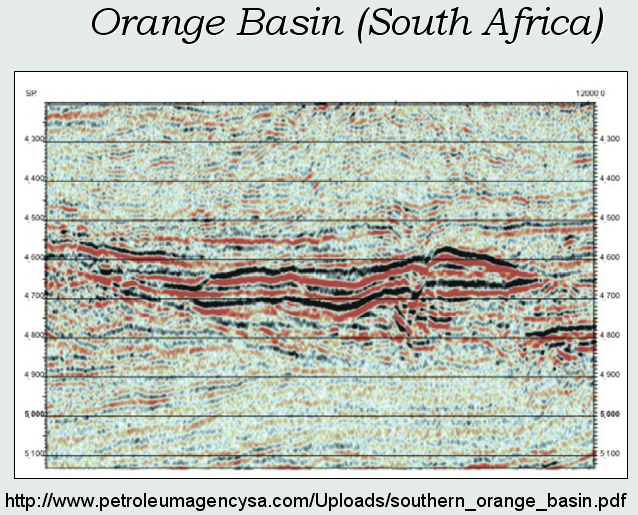 Orange Basin (South Africa)
SP. 12000 0
4 300 4 300
4 400 4 400
4 500 4 500
4 600 4 600
4 700 4 700
4 800 4 800
4 900 4 900
5,000 5,000
5 100 5 100
http://www.petroleumagencysa.com/Uploads/southern_orange_basin.pdf